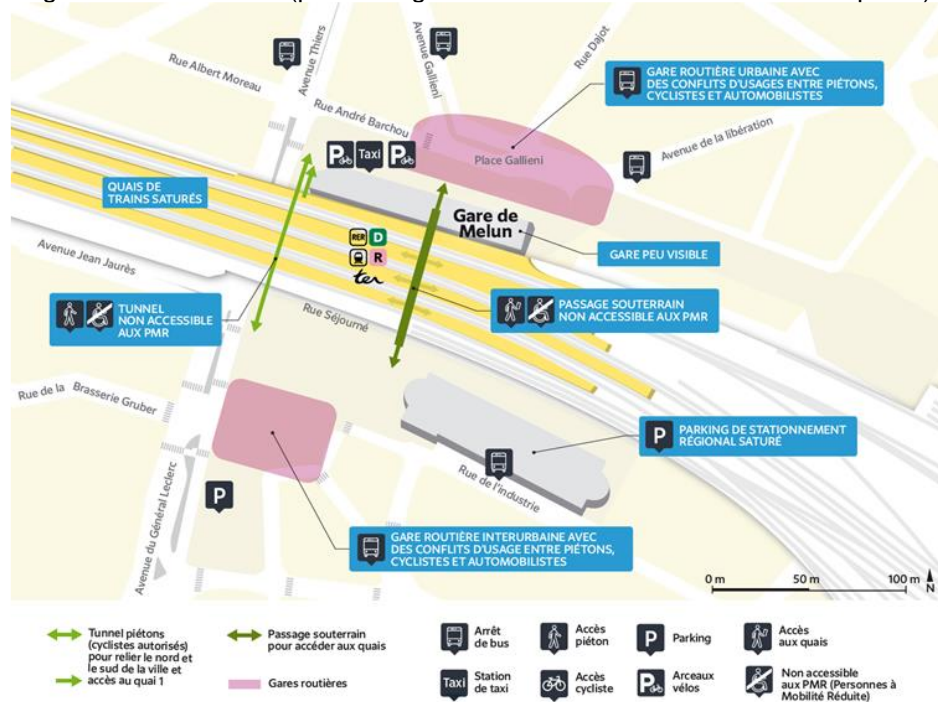 Rue Albert Moreau
Avenue Thiers
Rue André Barchou
Avenue Gallieni
Rue Dajot
GARE ROUTIÈRE URBAINE AVEC
DES CONFLITS D'USAGES ENTRE PIÉTONS,
CYCLISTES ET AUTOMOBILISTES
P
Taxi
P
Place Gallieni
Avenue de la libération
QUAIS DE
TRAINS SATURÉS
Gare de
Melun
RER D
R
ter
GARE PEU VISIBLE
Avenue Jean Jaurès
TUNNEL
NON ACCESSIBLE
AUX PMR
Rue Séjourné
PASSAGE SOUTERRAIN
NON ACCESSIBLE AUX PMR
Rue de la Brasserie Gruber
P PARKING DE STATIONNEMENT
RÉGIONAL SATURÉ
Rue de l'industrie
P
Avenue du Général Leclerc
GARE ROUTIÈRE INTERURBAINE AVEC
DES CONFLITS D'USAGE ENTRE PIÉTONS,
CYCLISTES ET AUTOMOBILISTES
0 m 50 m 100 m
N
Tunnel piétons
(cyclistes autorisés)
pour relier le nord et
le sud de la ville et
accès au quai 1
Passage souterrain
pour accéder aux quais
Gares routières
Arrêt
de bus
Accès
piéton
P Parking
Accès
aux quais
Taxi Station
de taxi
Accès
cycliste
P Arceaux
vélos
Non accessible
aux PMR (Personnes à
Mobilité Réduite)